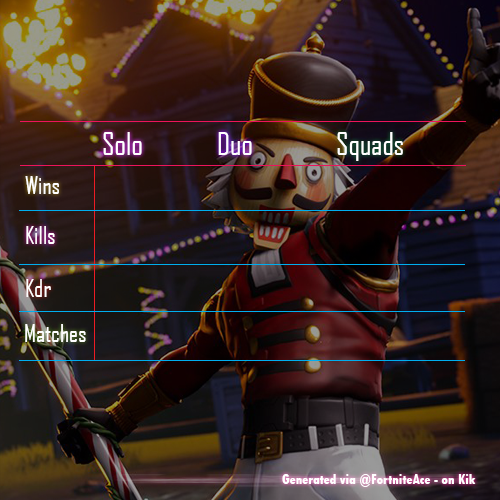 Solo Duo Squads
Wins
Kills
Kdr
Matches
Generated via @FortniteAce - on Kik